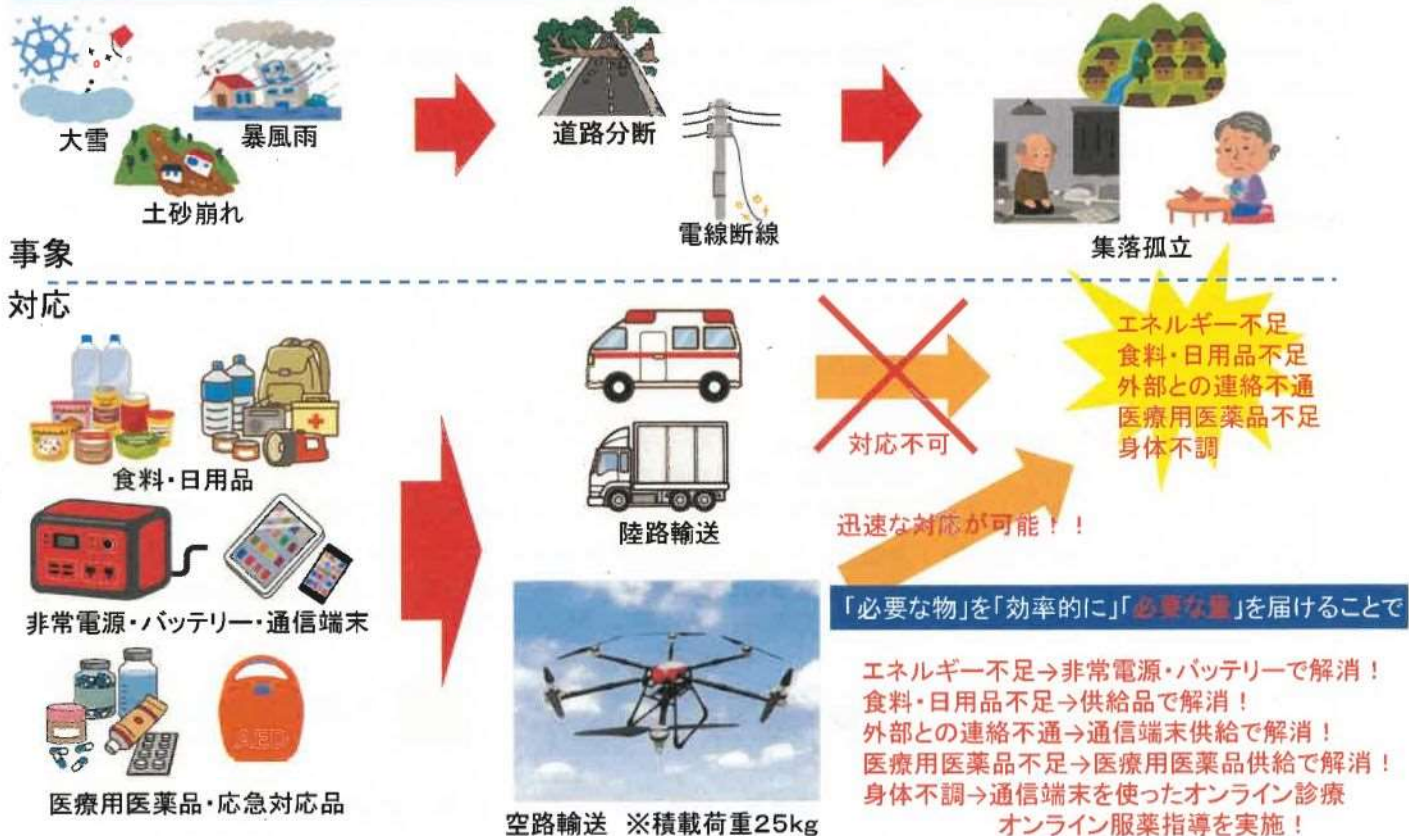 大雪
暴風雨
土砂崩れ
道路分断
電線断線
集落孤立
事象
対応
食料・日用品
非常電源・バッテリー・通信端末
AED
医療用医薬品・応急対応品
陸路輸送
空路輸送 ※積載荷重25kg
対応不可
迅速な対応が可能！！
エネルギー不足
食料・日用品不足
外部との連絡不通
医療用医薬品不足
身体不調
「必要な物」を「効率的に」「必要な量」を届けることで
エネルギー不足→非常電源・バッテリーで解消！
食料・日用品不足→供給品で解消！
外部との連絡不通→通信端末供給で解消！
医療用医薬品不足→医療用医薬品供給で解消！
身体不調→通信端末を使ったオンライン診療
オンライン服薬指導を実施！